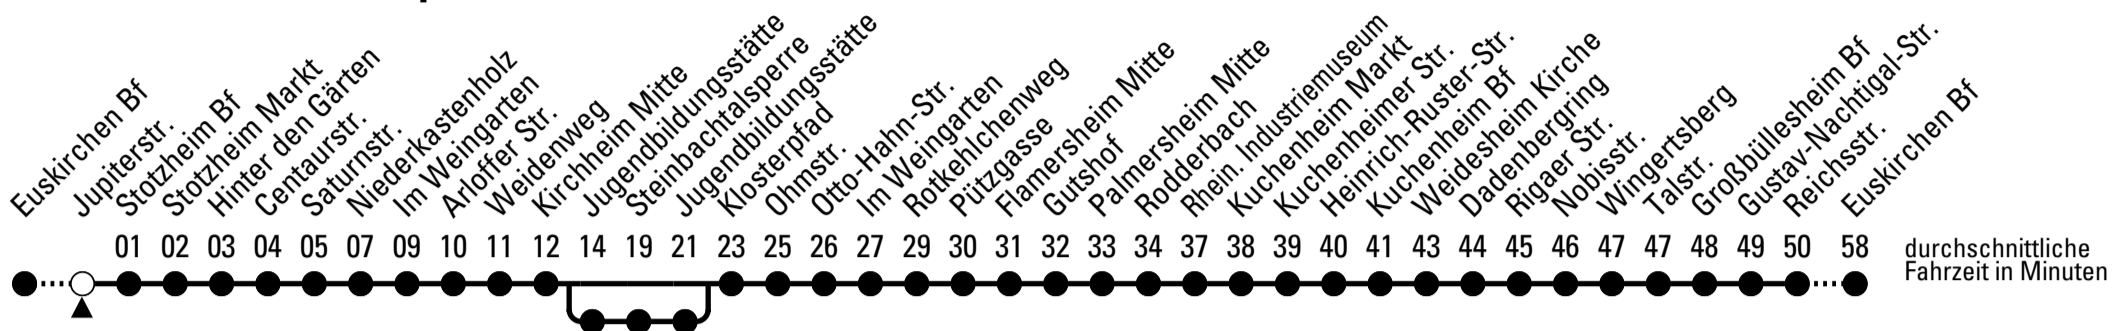 Euskirchen Bf
Jupiterstr.
Stotzheim Bf
Stotzheim Markt
Hinter den Gärten
Centaurstr.
Saturnstr.
Niederkastenholz
Im Weingarten
Arloffer Str.
Weidenweg
Kirchheim Mitte
Jugendbildungsstätte
Steinbachtalsperre
Jugendbildungsstätte
Klosterpfad
Ohmstr.
Otto-Hahn-Str.
Im Weingarten
Rotkehlchenweg
Pützgasse
Flamersheim Mitte
Gutshof
Palmersheim Mitte
Rodderbach
Rhein. Industriemuseum
Kuchenheim Markt
Kuchenheimer Str.
Heinrich-Ruster-Str.
Kuchenheim Bf
Weidesheim Kirche
Dadenbergring
Rigaer Str.
Nobisstr.
Wingertsberg
Talstr.
Großbüllesheim Bf
Gustav-Nachtigal-Str.
Reichsstr.
Euskirchen Bf
01 02 03 04 05 07 09 10 11 12 14 19 21 23 25 26 27 29 30 31 32 33 34 37 38 39 40 41 43 44 45 46 47 47 48 49 50 58
durchschnittliche
Fahrzeit in Minuten